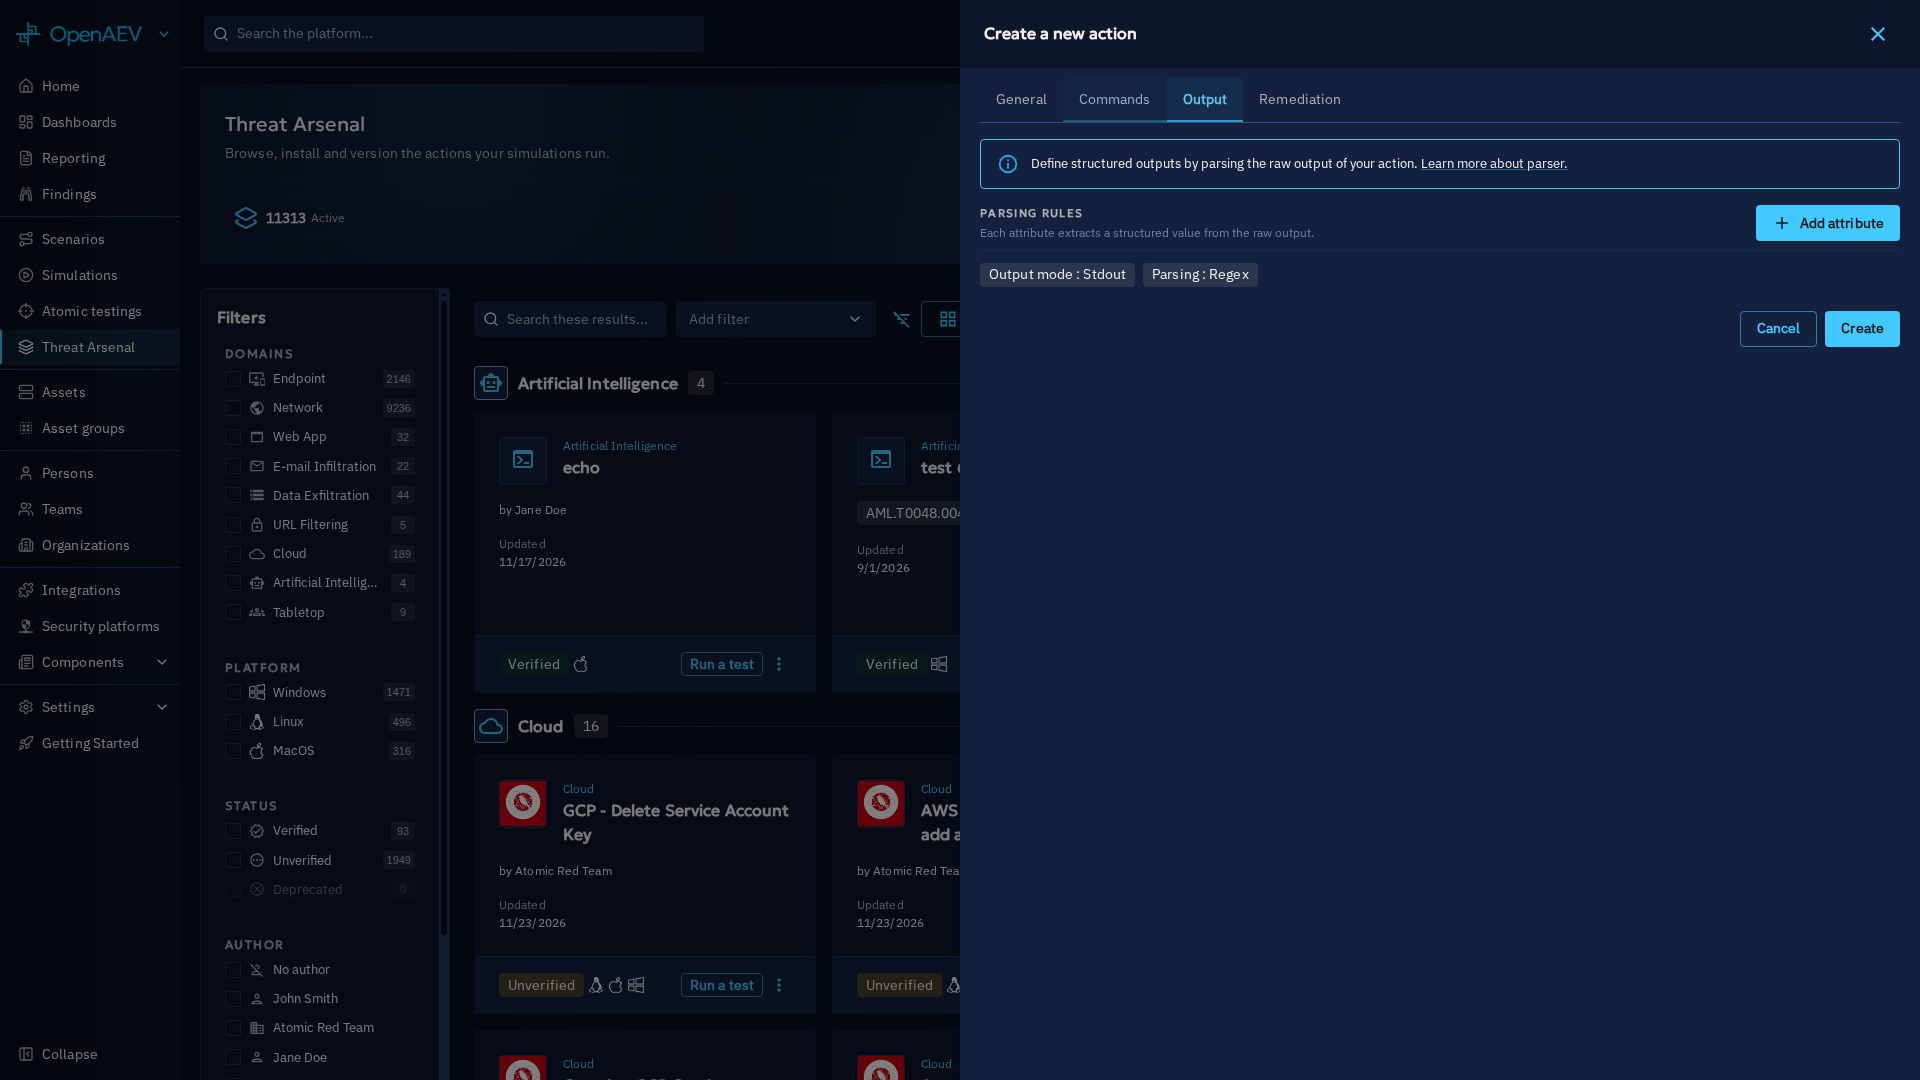 OpenAEV
Search the platform...
Home
Dashboards
Reporting
Findings
Scenarios
Simulations
Atomic testings
Threat Arsenal
Assets
Asset groups
Persons
Teams
Organizations
Integrations
Security platforms
Components
Settings
Getting Started
Collapse
Threat Arsenal
Browse, install and version the actions your simulations run.
11313 Active
Filters
DOMAINS
Endpoint 2146
Network 9236
Web App 32
E-mail Infiltration 22
Data Exfiltration 44
URL Filtering 5
Cloud 189
Artificial Intellig... 4
Tabletop 9
PLATFORM
Windows 1471
Linux 496
MacOS 316
STATUS
Verified 93
Unverified 1949
Deprecated 0
AUTHOR
No author
John Smith
Atomic Red Team
Jane Doe
Search these results...
Add filter
Artificial Intelligence 4
Artificial Intelligence
echo
by Jane Doe
Updated
11/17/2026
Verified
Run a test
test
AML.T0048.004
Updated
9/1/2026
Verified
Cloud 16
Cloud
GCP - Delete Service Account
Key
by Atomic Red Team
Updated
11/23/2026
Unverified
Run a test
Cloud
AWS
add a
by Atomic Red Tea
Updated
11/23/2026
Unverified
Cloud
Cloud
Create a new action
General
Commands
Output
Remediation
Define structured outputs by parsing the raw output of your action. Learn more about parser.
PARSING RULES
Each attribute extracts a structured value from the raw output.
Add attribute
Output mode : Stdout
Parsing : Regex
Cancel
Create